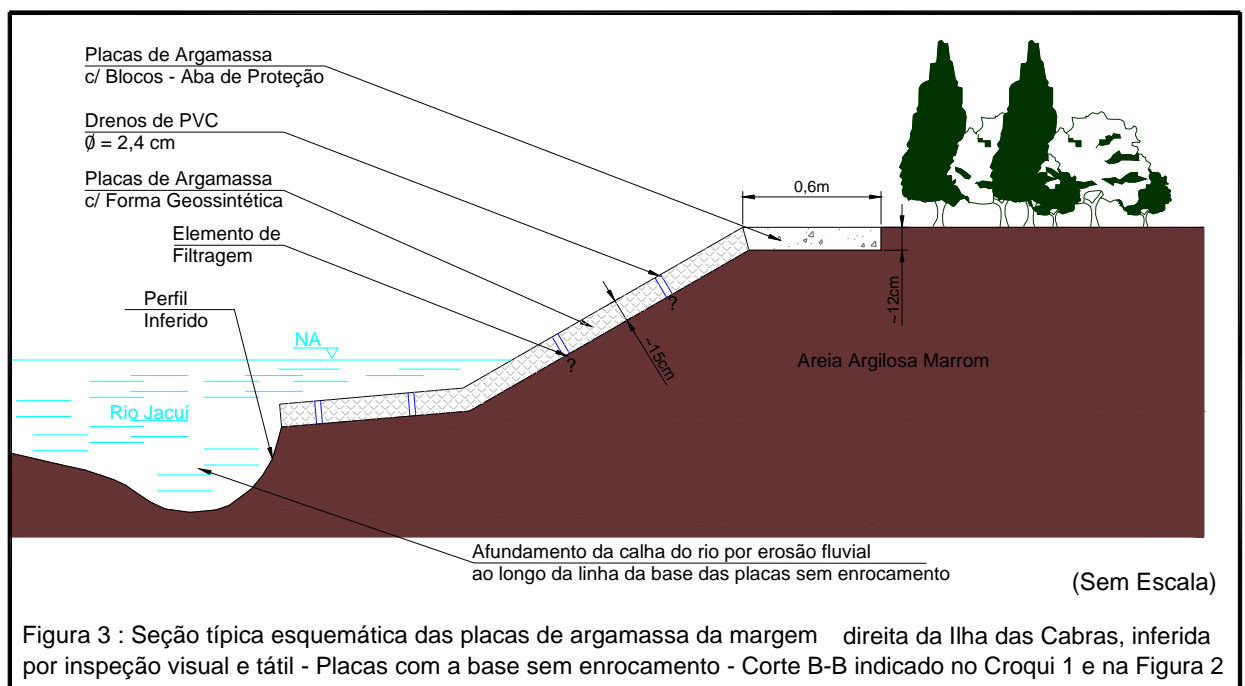 Placas de Argamassa
c/ Blocos - Aba de Proteção
Drenos de PVC
Ø = 2,4 cm
Placas de Argamassa
c/ Forma Geossintética
Elemento de
Filtragem
Perfil
Inferido
NA
Rio Jacuí
0,6m
~12cm
~15cm
?
?
Areia Argilosa Marrom
Afundamento da calha do rio por erosão fluvial
ao longo da linha da base das placas sem enrocamento
(Sem Escala)
Figura 3 : Seção típica esquemática das placas de argamassa da margem direita da Ilha das Cabras, inferida
por inspeção visual e tátil - Placas com a base sem enrocamento - Corte B-B indicado no Croqui 1 e na Figura 2